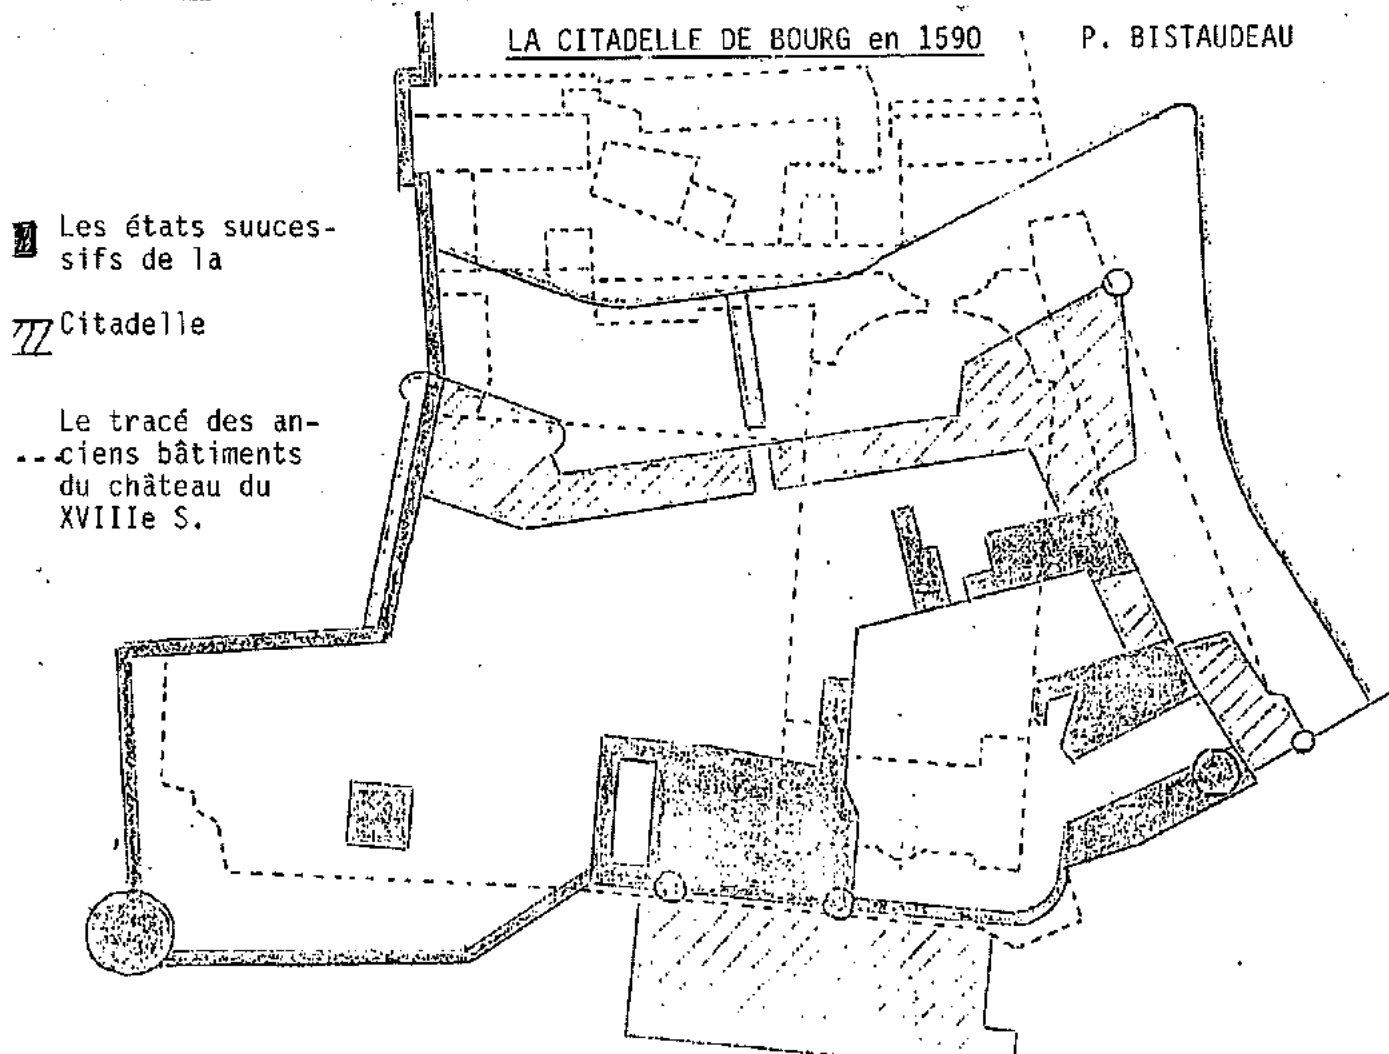 LA CITADELLE DE BOURG en 1590 P. BISTAUDEAU
Les états suuces-
sifs de la
Citadelle
Le tracé des an-
ciens bâtiments
du château du
XVIIIe S.